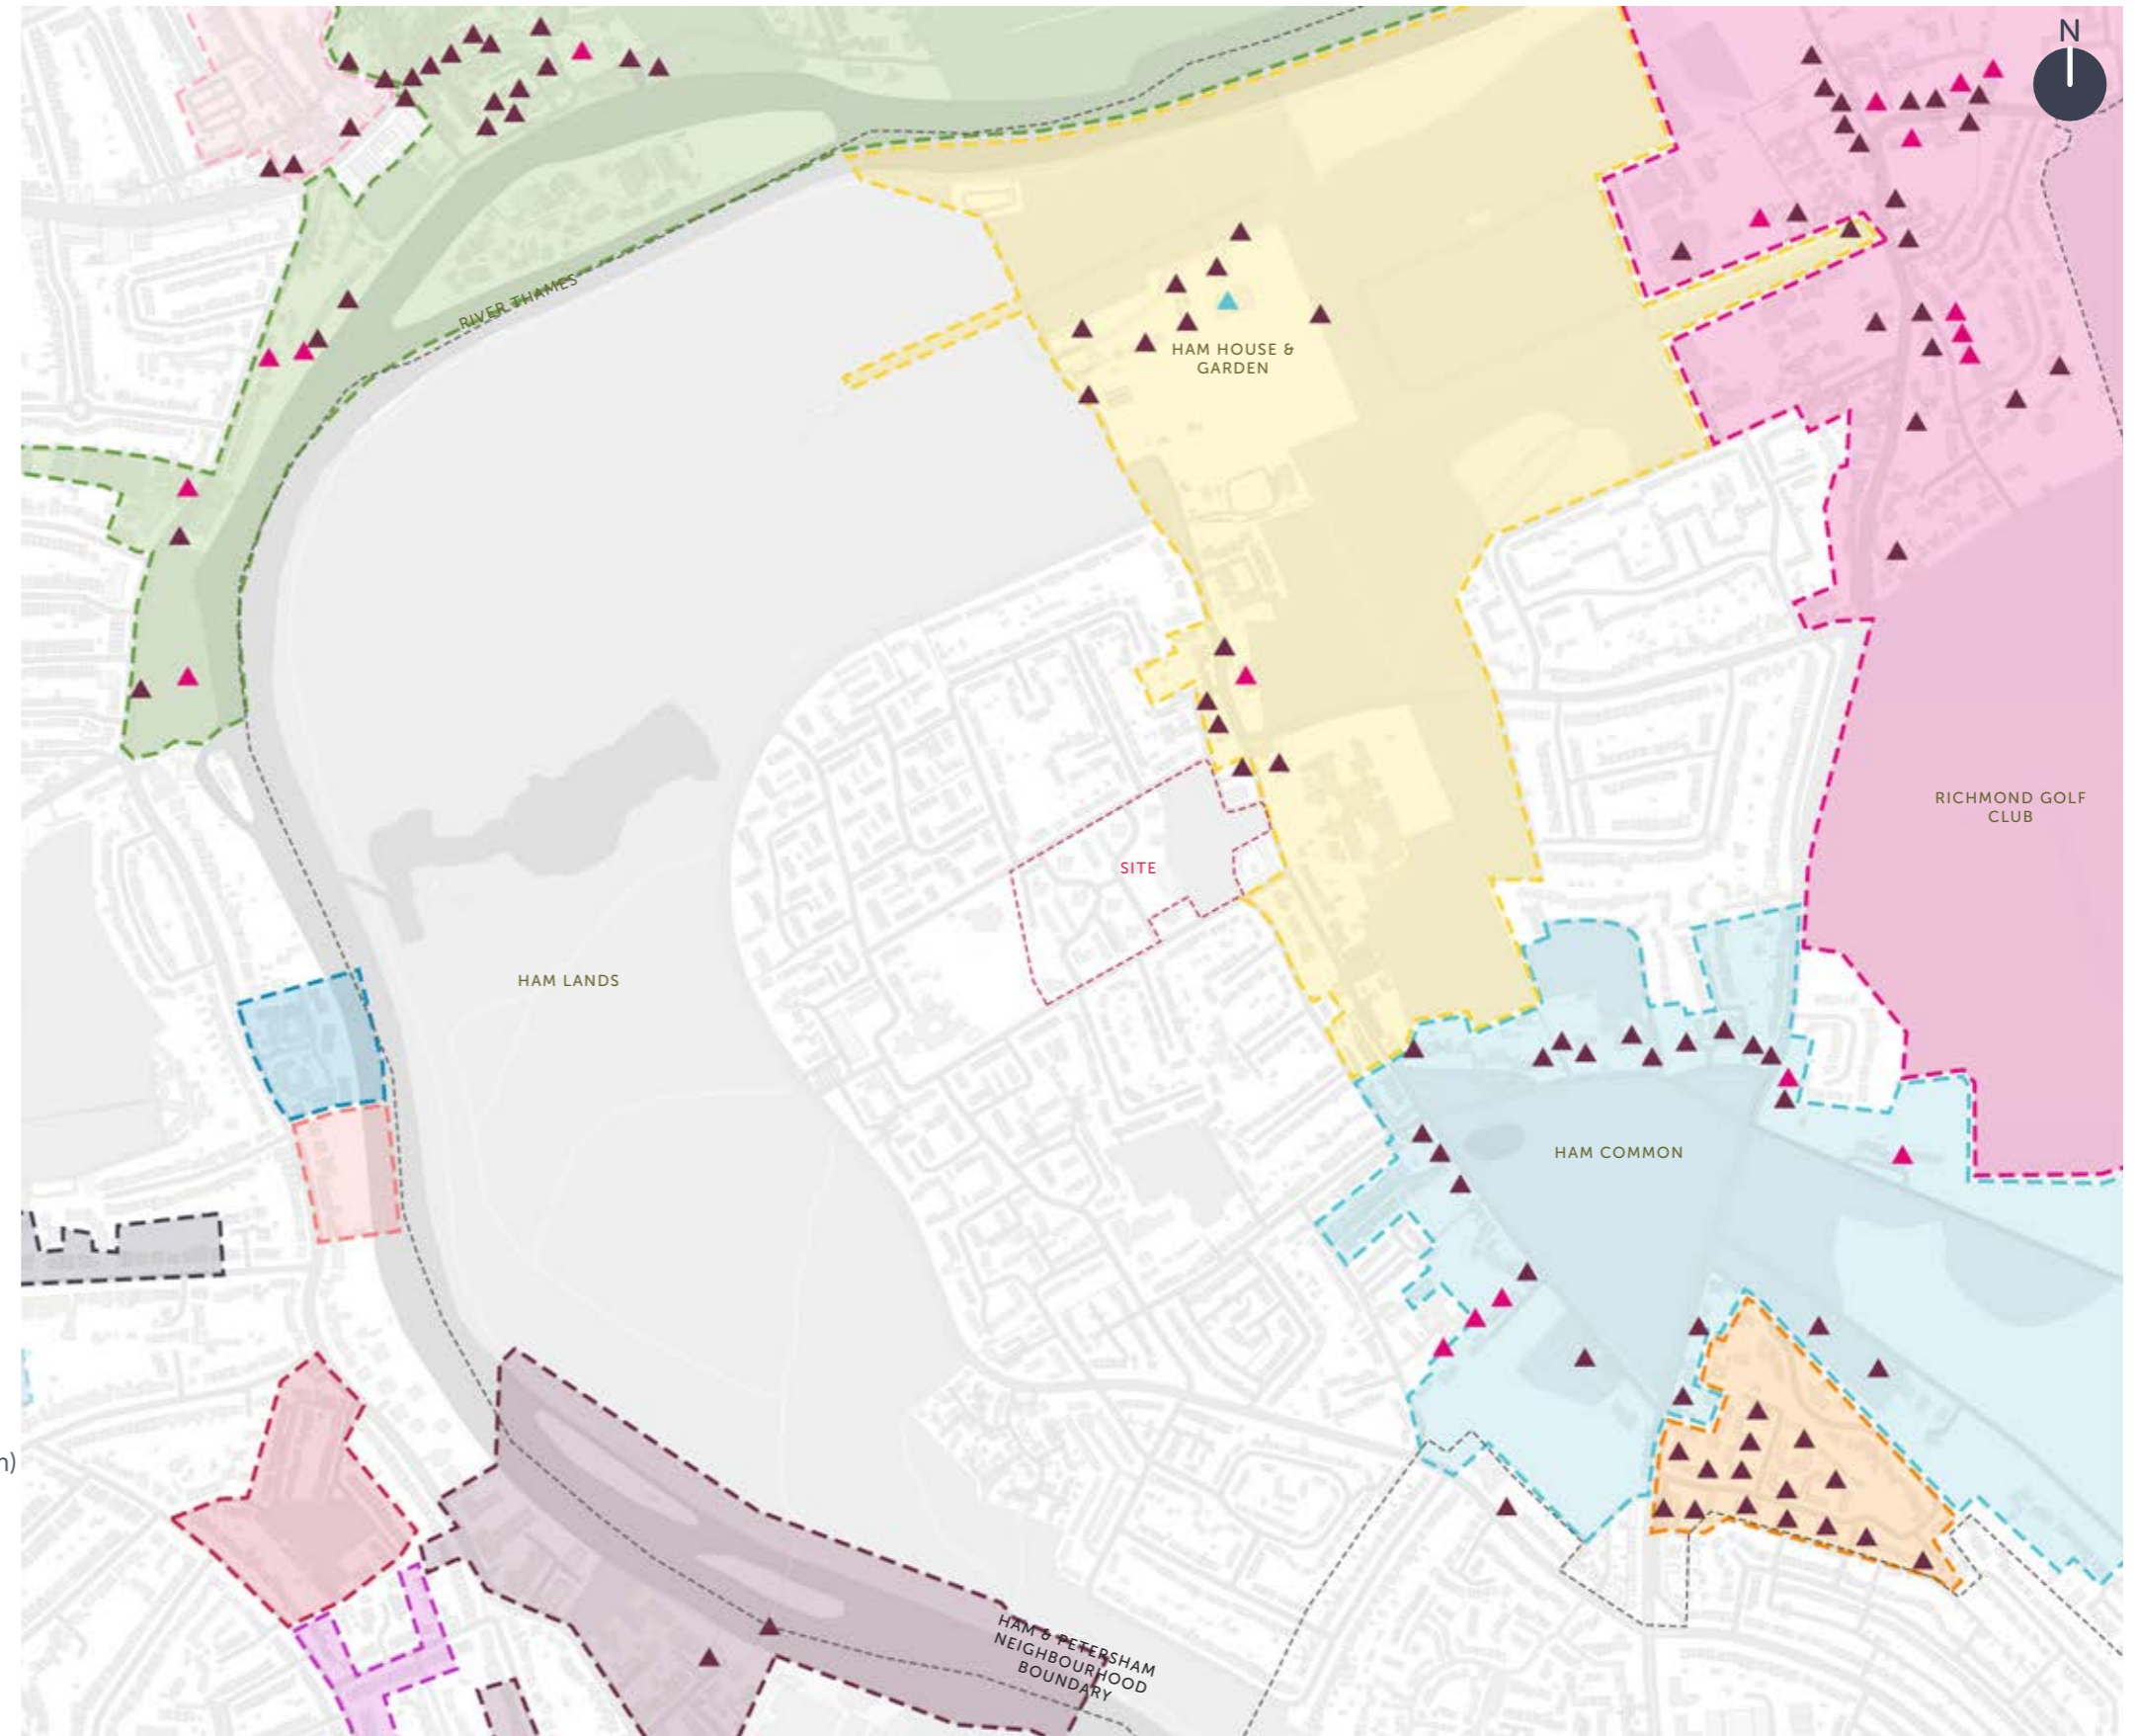 N
RIVER THAMES
HAM HOUSE &
GARDEN
RICHMOND GOLF
CLUB
SITE
HAM LANDS
HAM COMMON
n)
HAM & PETERSHAM
NEIGHBOURHOOD
BOUNDARY